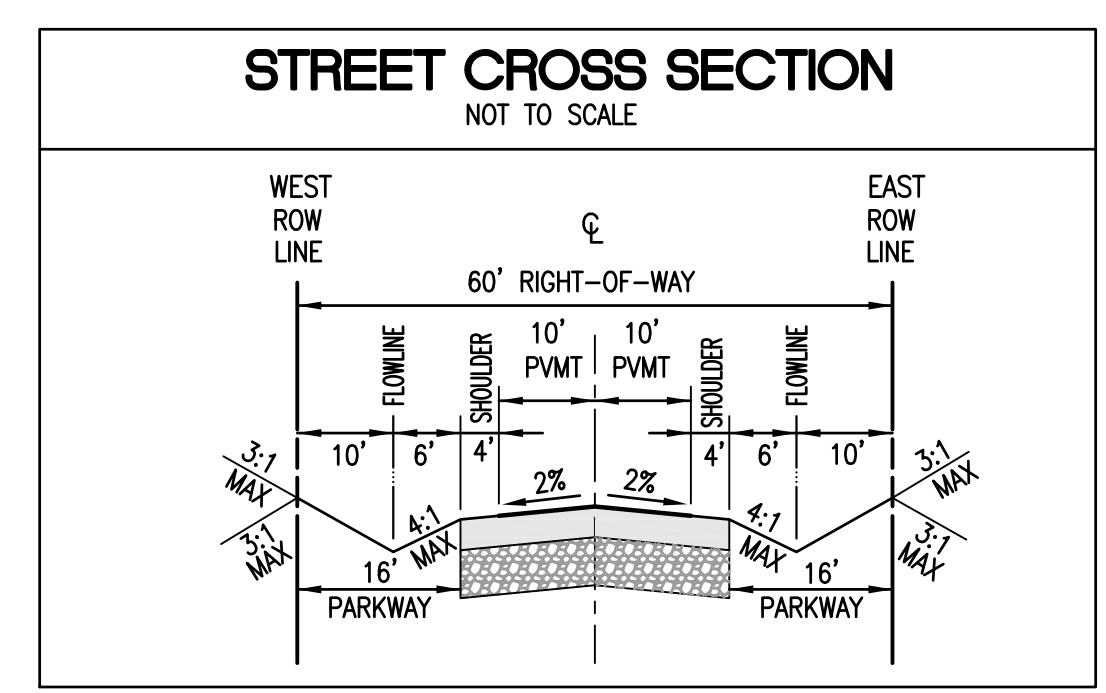 STREET CROSS SECTION
NOT TO SCALE
WEST
ROW
LINE
℄
EAST
ROW
LINE
60' RIGHT-OF-WAY
FLOWLINE
SHOULDER
10'
PVMT
10'
PVMT
SHOULDER
FLOWLINE
10'
6'
4'
4'
6'
10'
3:1
MAX
3:1
MAX
4:1
MAX
2%
2%
4:1
MAX
3:1
MAX
3:1
MAX
16'
PARKWAY
16'
PARKWAY